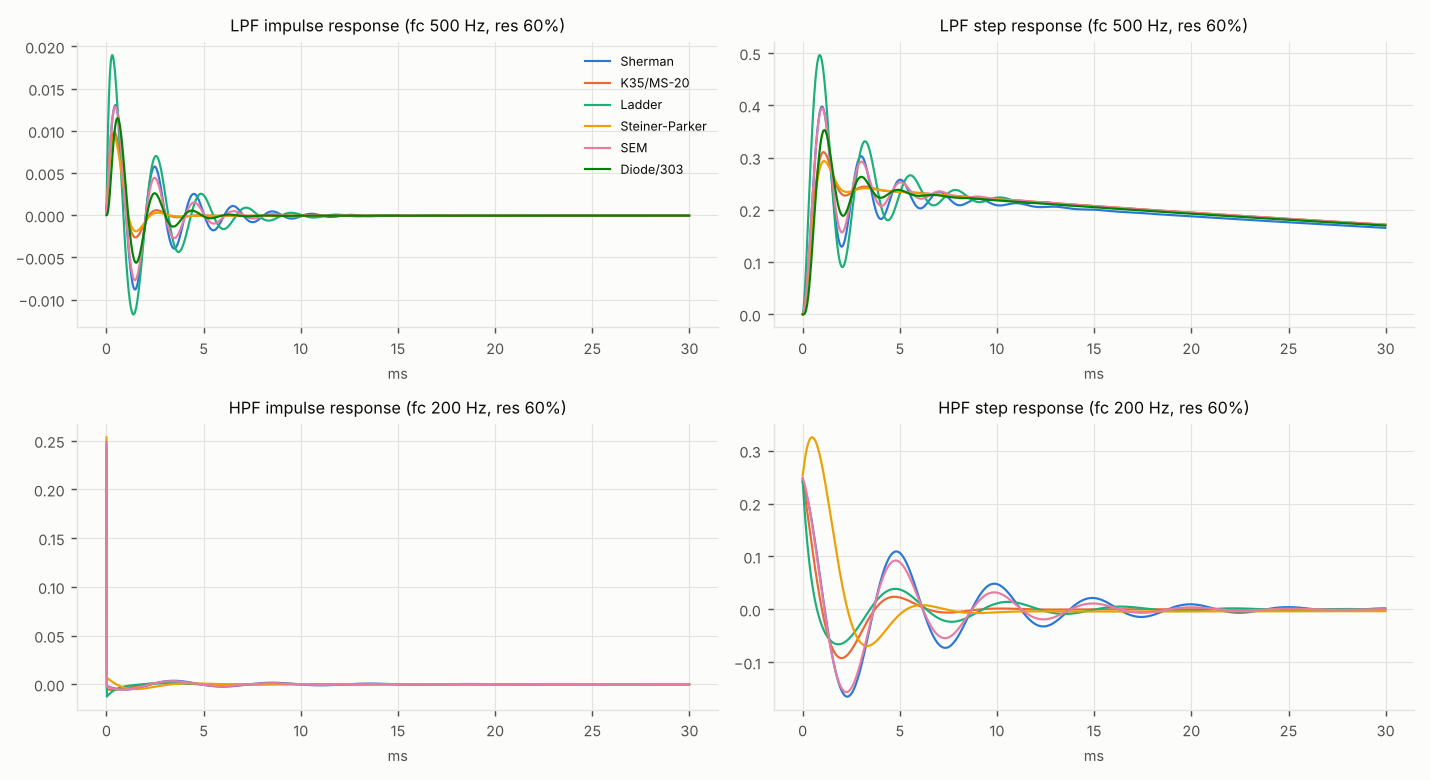 LPF impulse response (fc 500 Hz, res 60%)
0.020
0.015
0.010
0.005
0.000
−0.005
−0.010
Sherman
K35/MS-20
Ladder
Steiner-Parker
SEM
Diode/303
0 5 10 15 20 25 30
ms
LPF step response (fc 500 Hz, res 60%)
0.5
0.4
0.3
0.2
0.1
0.0
0 5 10 15 20 25 30
ms
HPF impulse response (fc 200 Hz, res 60%)
0.25
0.20
0.15
0.10
0.05
0.00
0 5 10 15 20 25 30
ms
HPF step response (fc 200 Hz, res 60%)
0.3
0.2
0.1
0.0
−0.1
0 5 10 15 20 25 30
ms